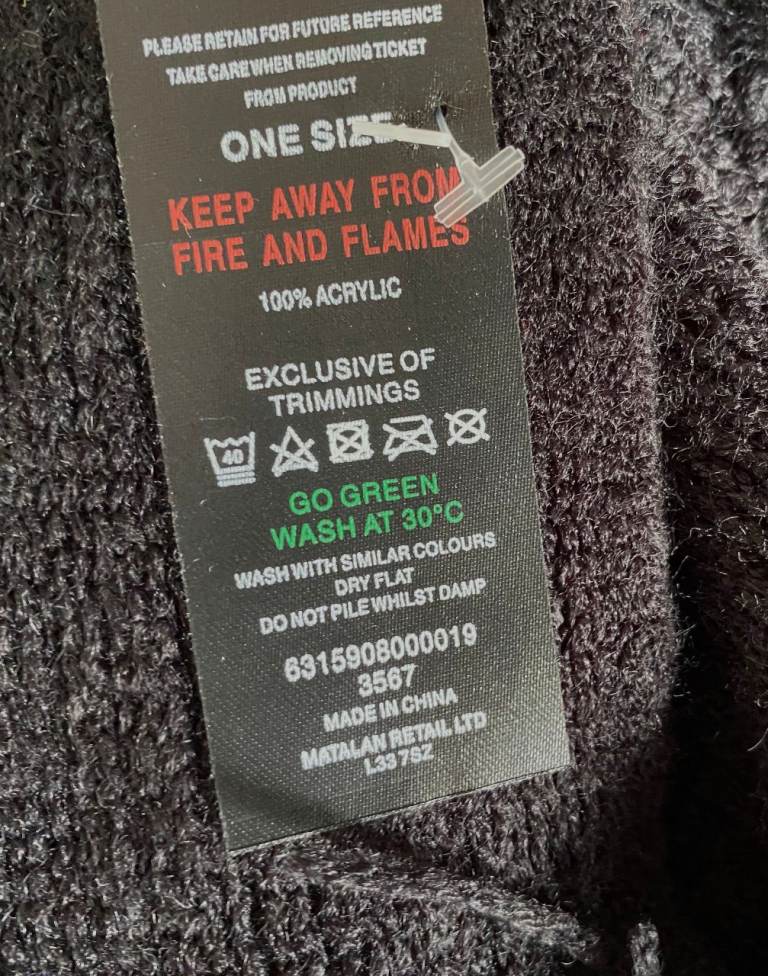 PLEASE RETAIN FOR FUTURE REFERENCE
TAKE CARE WHEN REMOVING TICKET
FROM PRODUCT
ONE SIZE
KEEP AWAY FROM
FIRE AND FLAMES
100% ACRYLIC
EXCLUSIVE OF
TRIMMINGS
40
GO GREEN
WASH AT 30°C
WASH WITH SIMILAR COLOURS
DRY FLAT
DO NOT PILE WHILST DAMP
6315908000019
3567
MADE IN CHINA
MATALAN RETAIL LTD
L33 7SZ